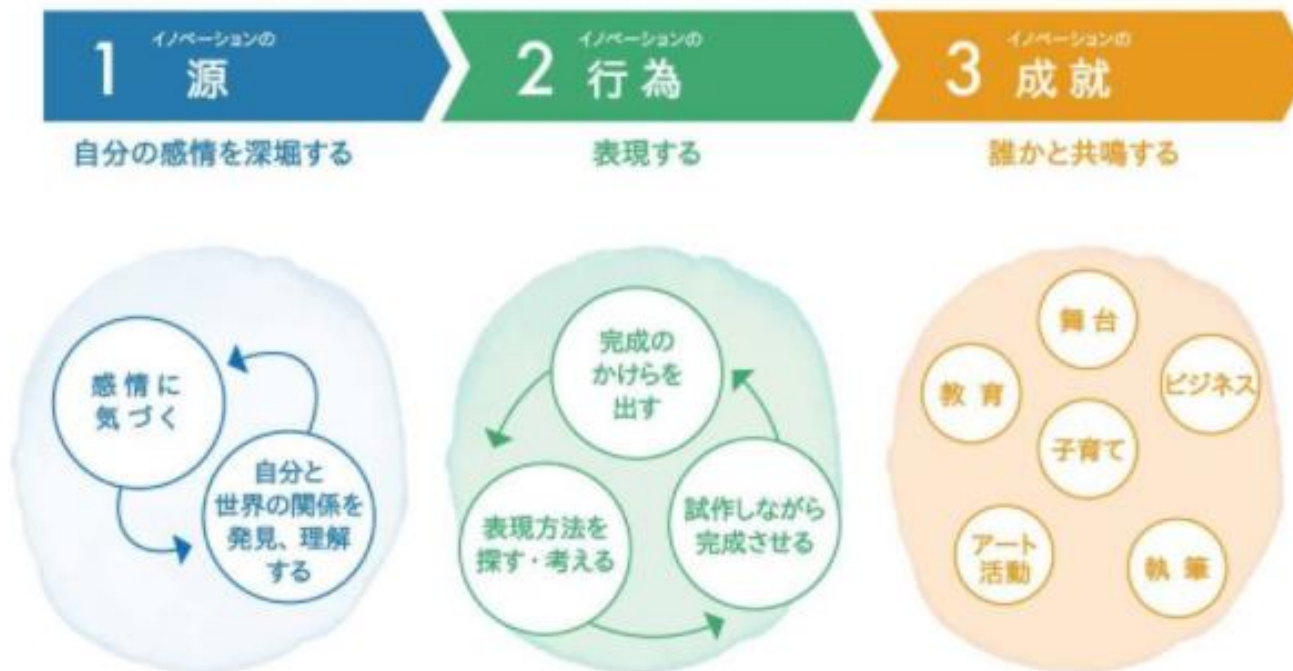 1
イノベーションの
源
2
イノベーションの
行為
3
イノベーションの
成就
自分の感情を深堀する
表現する
誰かと共鳴する
感情に
気づく
自分と
世界の関係を
発見、理解
する
完成の
かけらを
出す
表現方法を
探す・考える
試作しながら
完成させる
舞台
教育
ビジネス
子育て
アート
活動
執筆